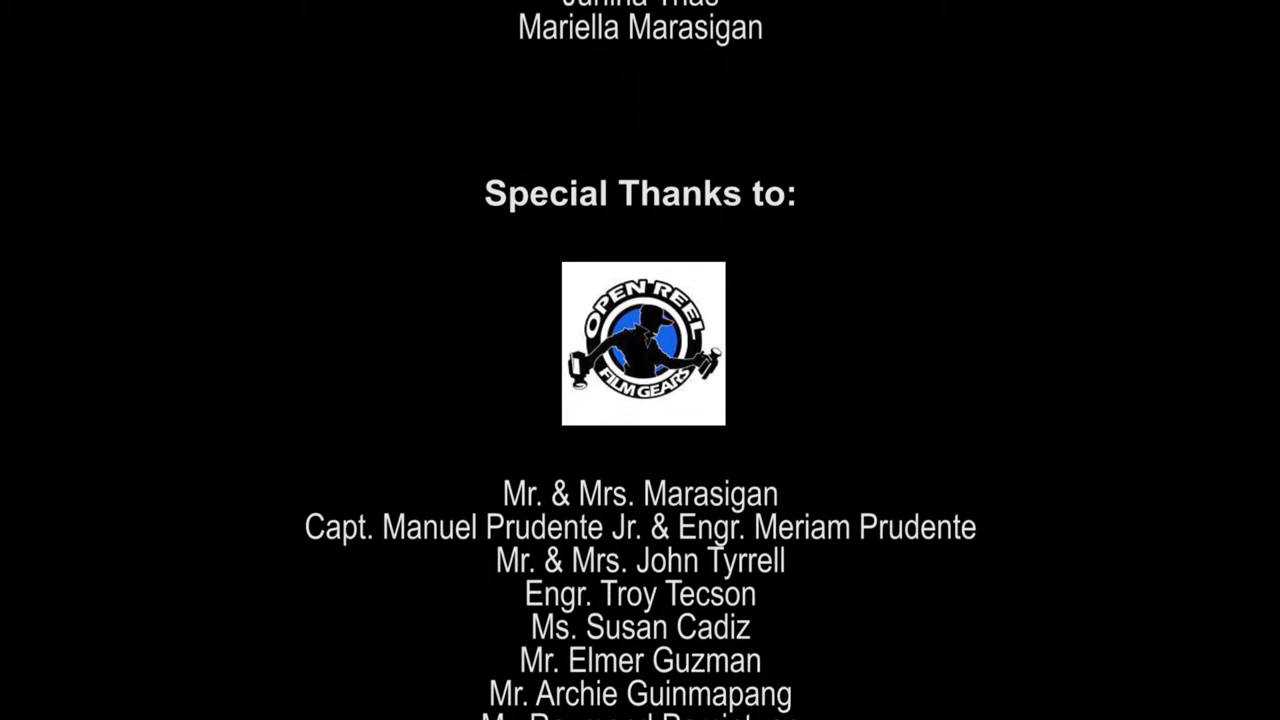 Mariella Marasigan
Special Thanks to:
OPEN REEL
FILM GEARS
Mr. & Mrs. Marasigan
Capt. Manuel Prudente Jr. & Engr. Meriam Prudente
Mr. & Mrs. John Tyrrell
Engr. Troy Tecson
Ms. Susan Cadiz
Mr. Elmer Guzman
Mr. Archie Guinmapang